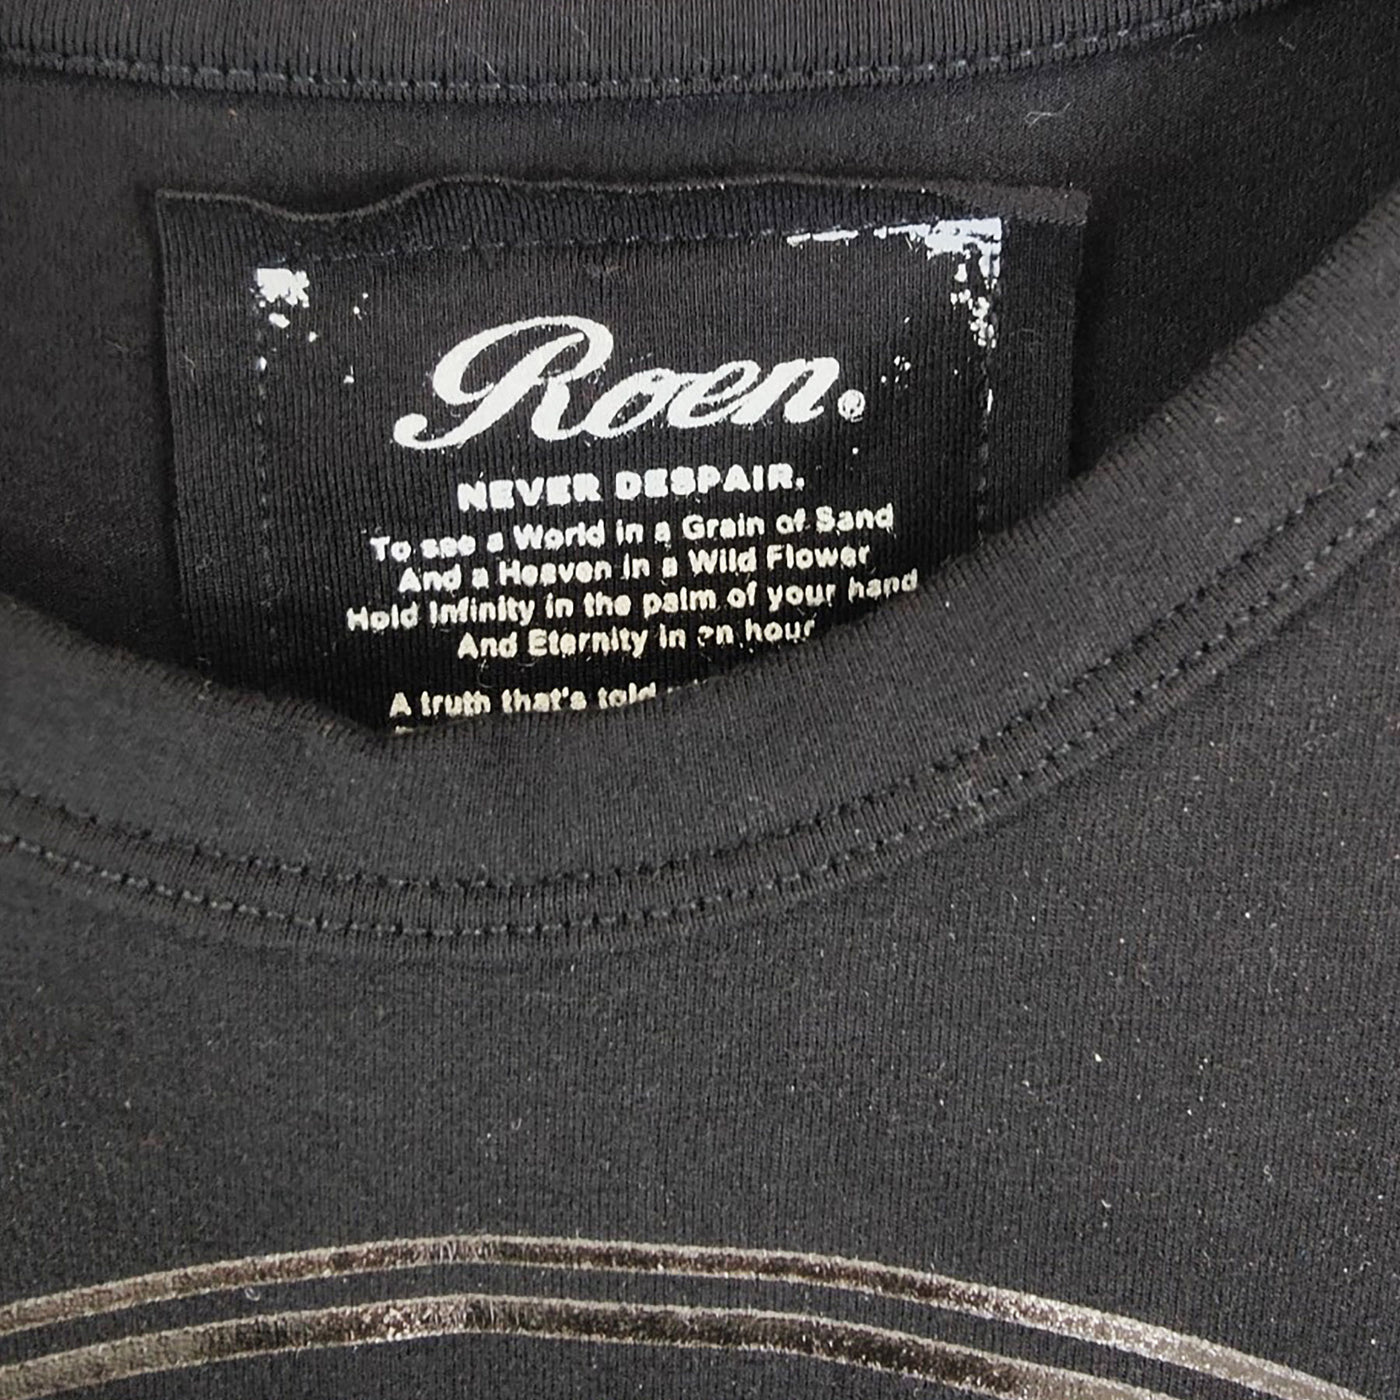 Roen.®
NEVER DESPAIR.
To see a World in a Grain of Sand
And a Heaven in a Wild Flower
Hold Infinity in the palm of your hand
And Eternity in an hour
A truth that's told